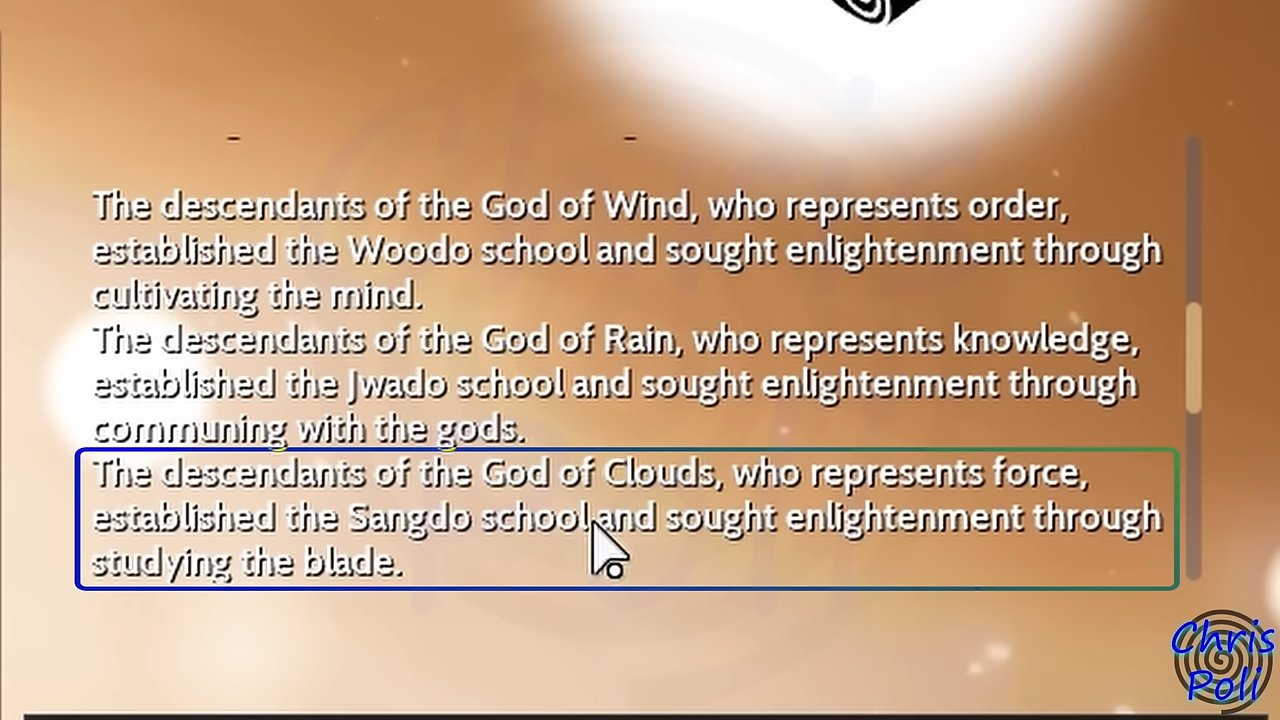 The descendants of the God of Wind, who represents order,
established the Woodo school and sought enlightenment through
cultivating the mind.
The descendants of the God of Rain, who represents knowledge,
established the Jwado school and sought enlightenment through
communing with the gods.
The descendants of the God of Clouds, who represents force,
established the Sangdo school and sought enlightenment through
studying the blade.
Chris
Poli